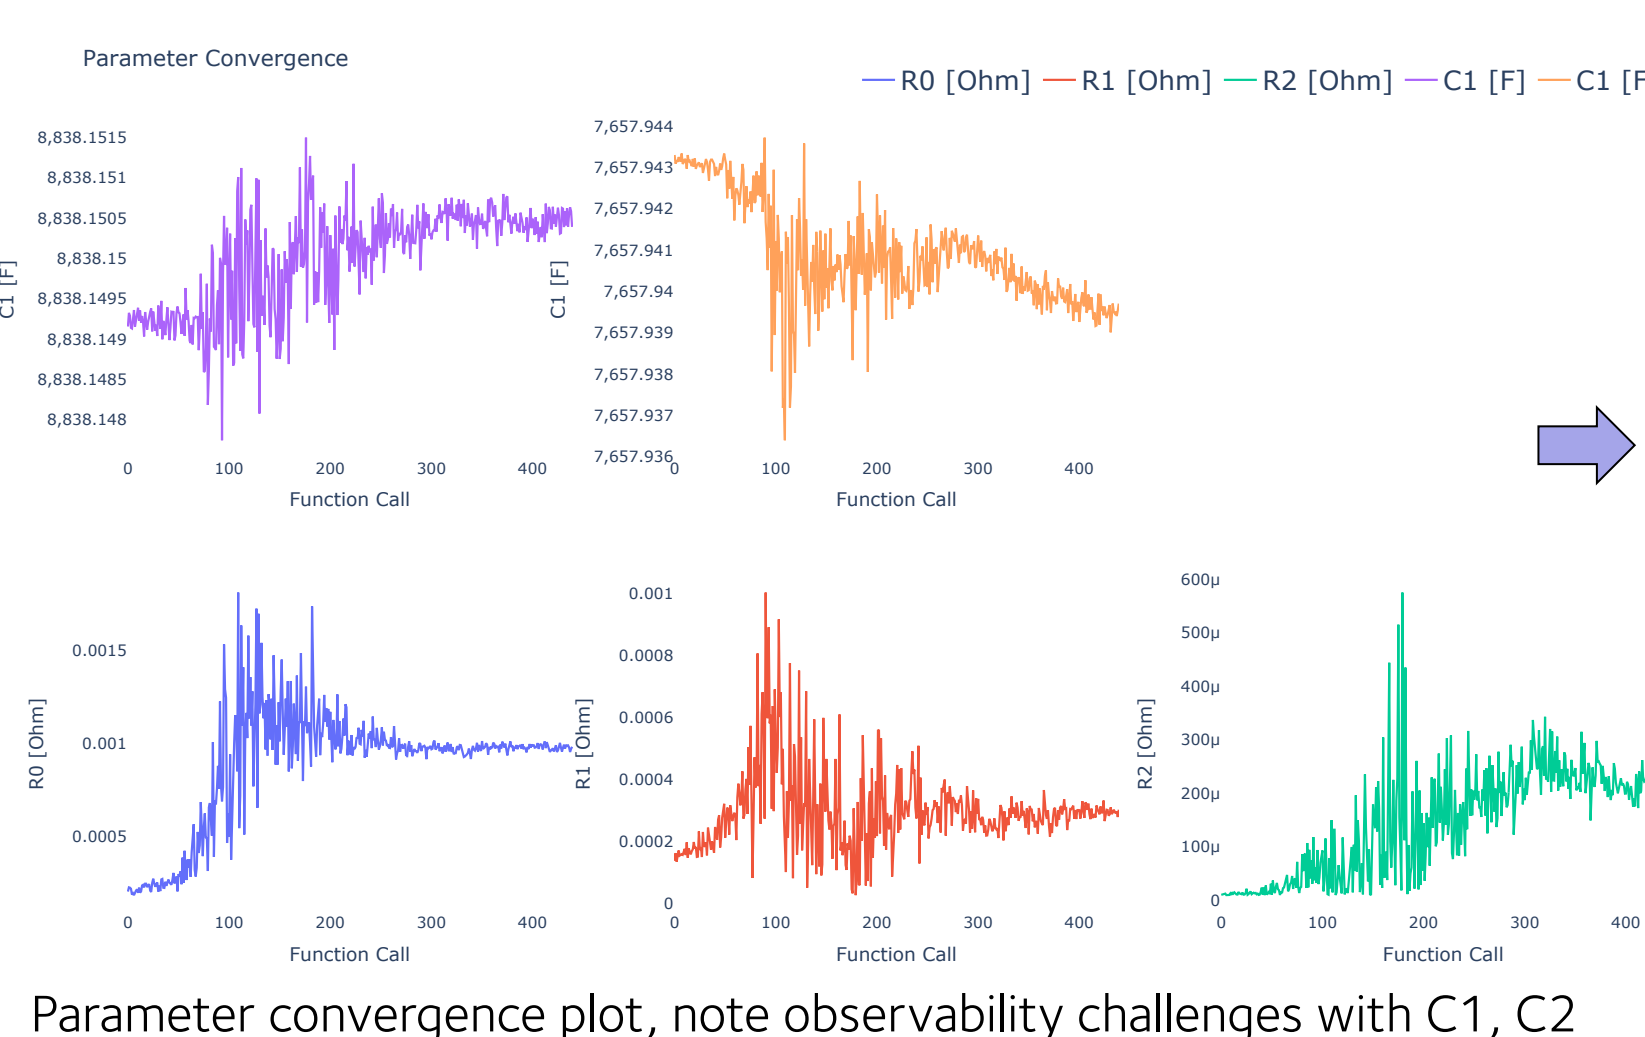 Parameter Convergence
R0 [Ohm] R1 [Ohm] R2 [Ohm] C1 [F] C1 [F
8,838.1515
8,838.151
8,838.1505
8,838.15
8,838.1495
8,838.149
8,838.1485
8,838.148
C1 [F]
0 100 200 300 400
Function Call
7,657.944
7,657.943
7,657.942
7,657.941
7,657.94
7,657.939
7,657.938
7,657.937
7,657.936
C1 [F]
0 100 200 300 400
Function Call
0.0015
0.001
0.0005
R0 [Ohm]
0 100 200 300 400
Function Call
0.001
0.0008
0.0006
0.0004
0.0002
0
R1 [Ohm]
0 100 200 300 400
Function Call
600μ
500μ
400μ
300μ
200μ
100μ
0
R2 [Ohm]
0 100 200 300 400
Function Call
Parameter convergence plot, note observability challenges with C1, C2